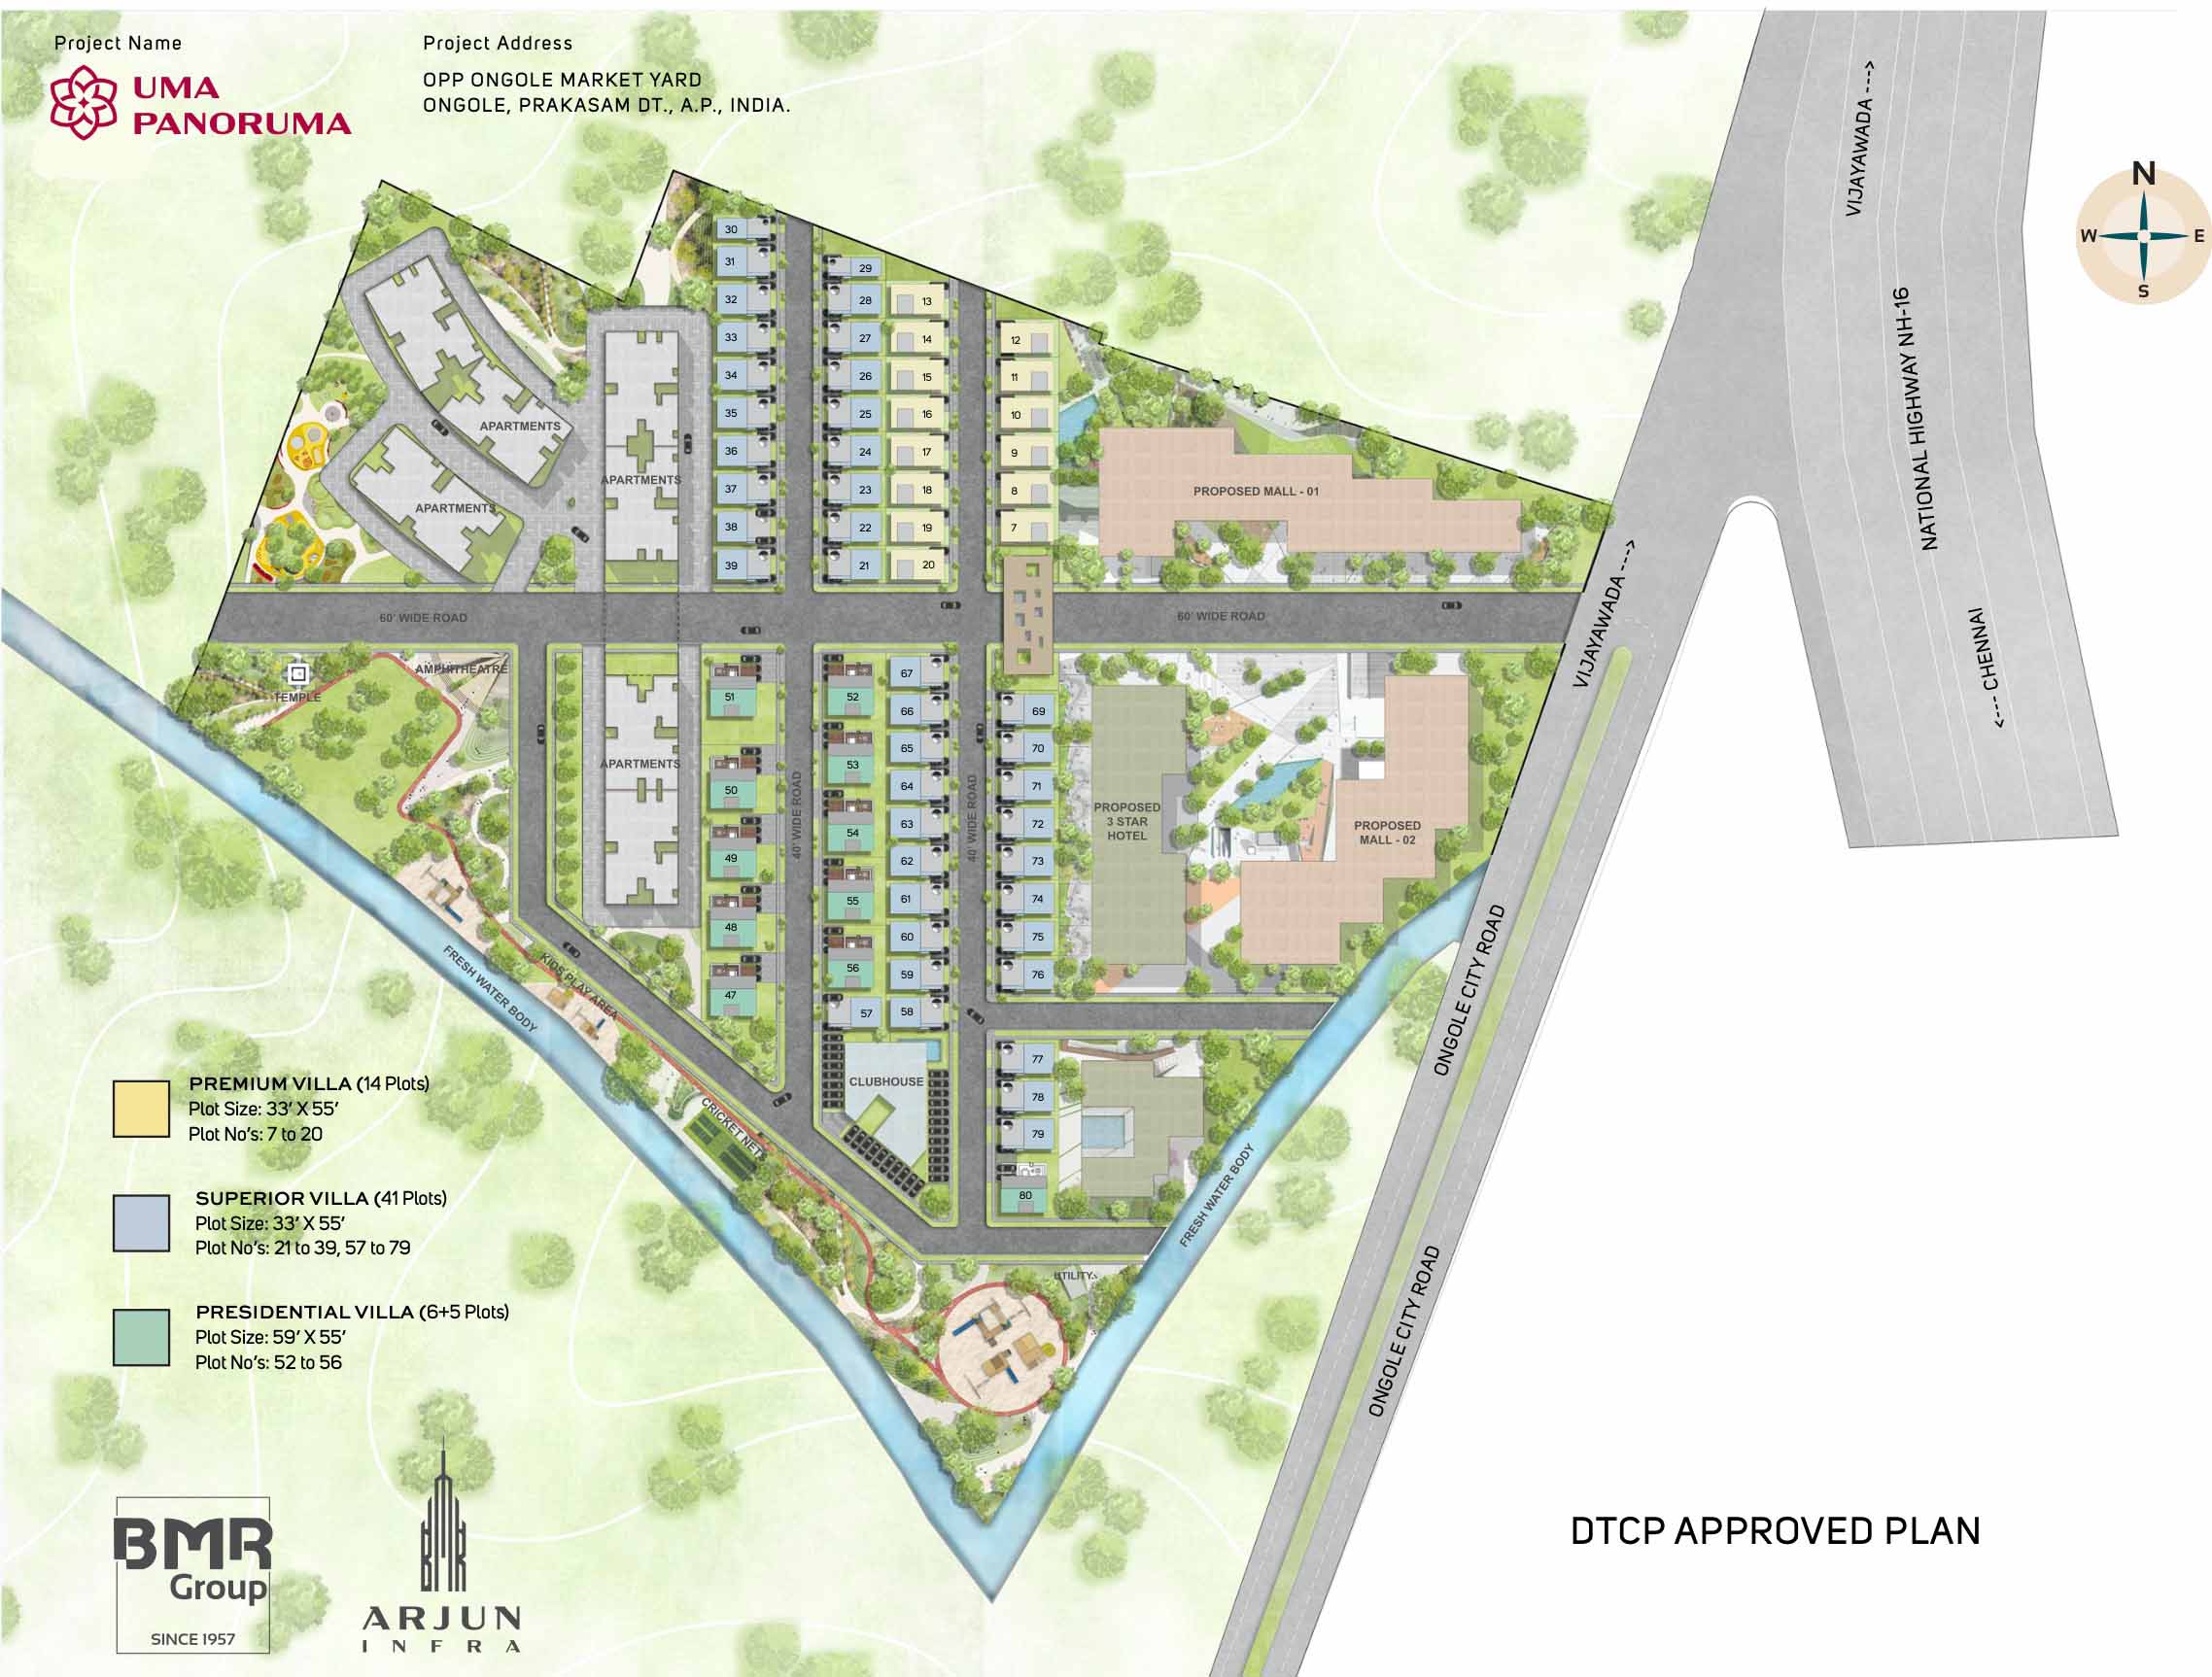 Project Name
UMA
PANORUMA
Project Address
OPP ONGOLE MARKET YARD
ONGOLE, PRAKASAM DT., A.P., INDIA.
N
W
E
S
VIJAYAWADA --->
NATIONAL HIGHWAY NH-16
<--- CHENNAI
VIJAYAWADA --->
ONGOLE CITY ROAD
ONGOLE CITY ROAD
30
31
32
33
34
35
36
37
38
39
29
28
27
26
25
24
23
22
21
13
14
15
16
17
18
19
20
12
11
10
9
8
7
APARTMENTS
APARTMENTS
APARTMENTS
PROPOSED MALL - 01
60' WIDE ROAD
60' WIDE ROAD
TEMPLE
AMPHITHEATRE
APARTMENTS
51
50
49
48
47
40' WIDE ROAD
52
53
54
55
56
57
67
66
65
64
63
62
61
60
59
58
40' WIDE ROAD
69
70
71
72
73
74
75
76
77
78
79
80
PROPOSED
3 STAR
HOTEL
PROPOSED
MALL - 02
FRESH WATER BODY
KIDS PLAY AREA
CRICKET NETS
CLUBHOUSE
FRESH WATER BODY
UTILITY
PREMIUM VILLA (14 Plots)
Plot Size: 33' X 55'
Plot No's: 7 to 20
SUPERIOR VILLA (41 Plots)
Plot Size: 33' X 55'
Plot No's: 21 to 39, 57 to 79
PRESIDENTIAL VILLA (6+5 Plots)
Plot Size: 59' X 55'
Plot No's: 52 to 56
BMR
Group
SINCE 1957
ARJUN
INFRA
DTCP APPROVED PLAN